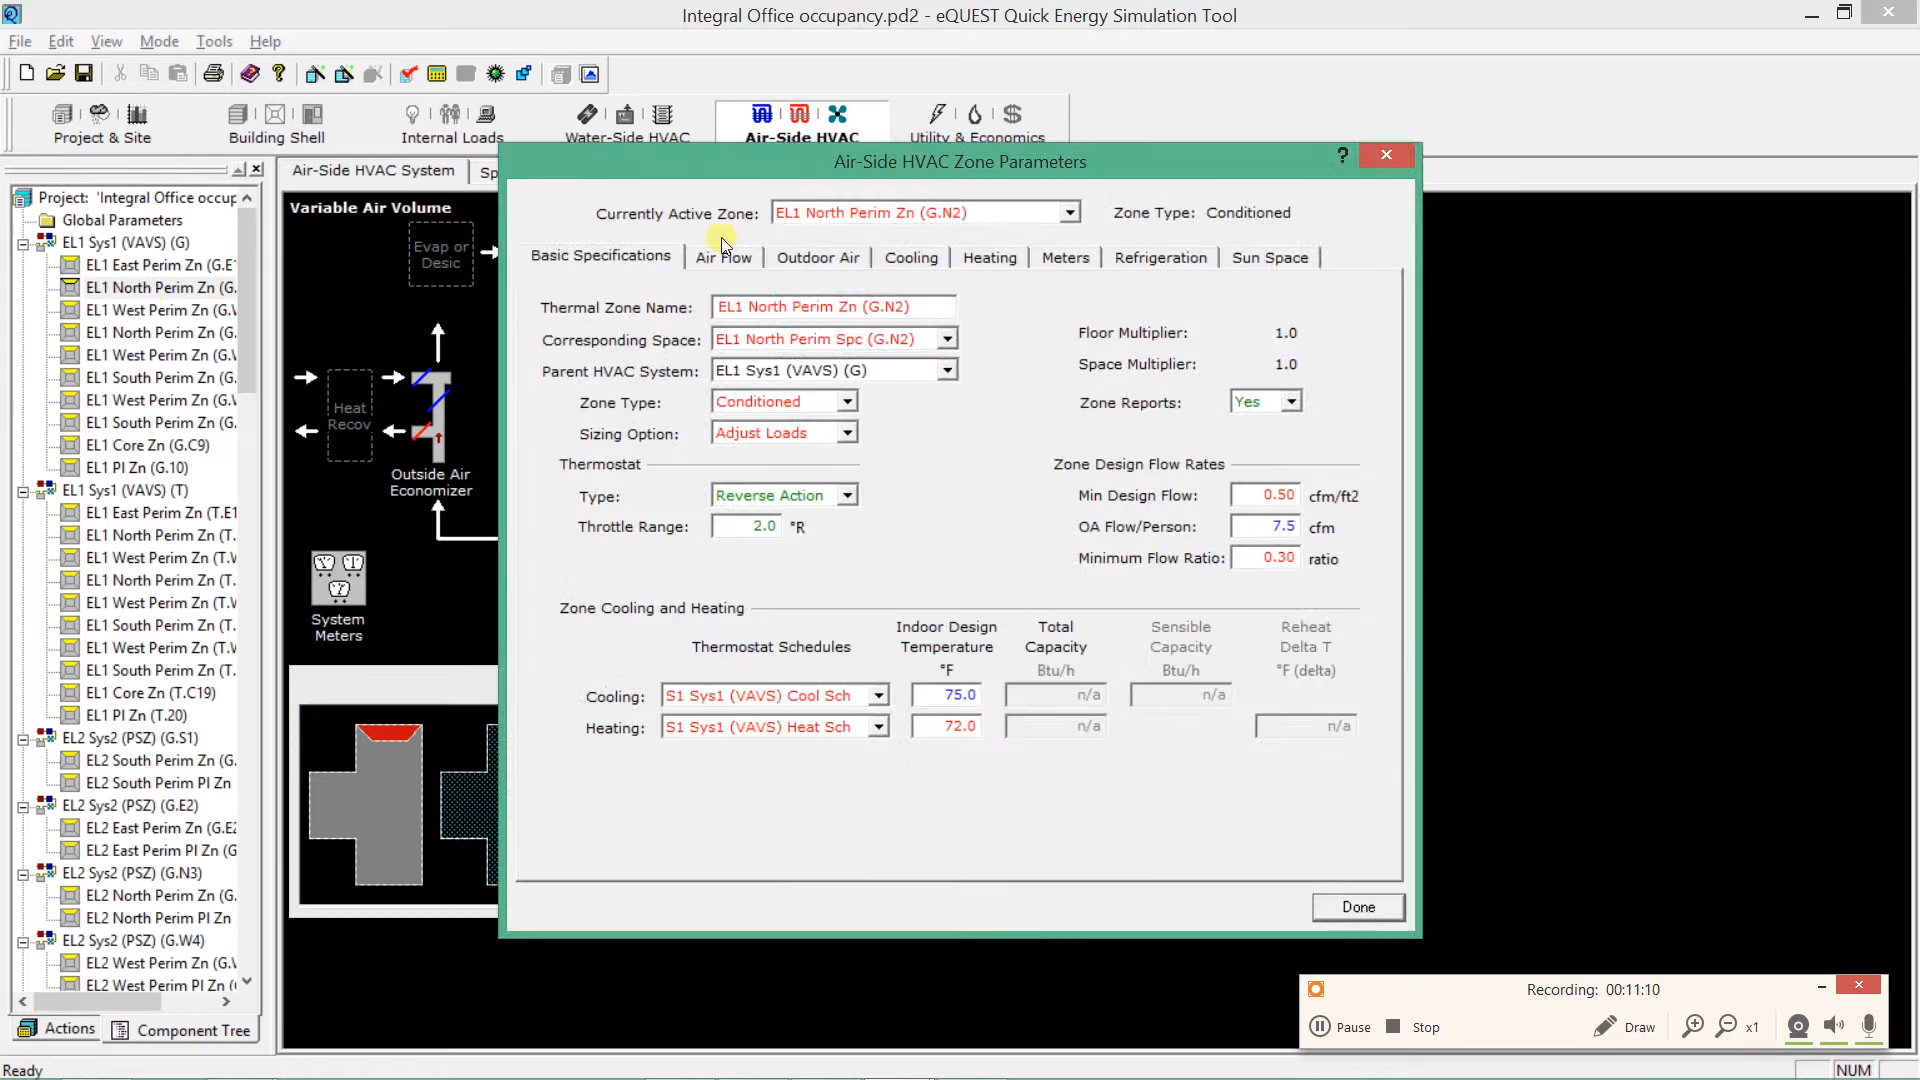 Integral Office occupancy.pd2 - eQUEST Quick Energy Simulation Tool
File Edit View Mode Tools Help
Project & Site
Building Shell
Internal Loads
Water-Side HVAC
Air-Side HVAC
Utility & Economics
Project: 'Integral Office occup
Global Parameters
EL1 Sys1 (VAVS) (G)
EL1 East Perim Zn (G.E
EL1 North Perim Zn (G.
EL1 West Perim Zn (G.
EL1 North Perim Zn (G.
EL1 West Perim Zn (G.
EL1 South Perim Zn (G.
EL1 West Perim Zn (G.
EL1 South Perim Zn (G.
EL1 Core Zn (G.C9)
EL1 Pl Zn (G.10)
EL1 Sys1 (VAVS) (T)
EL1 East Perim Zn (T.E1
EL1 North Perim Zn (T.
EL1 West Perim Zn (T.
EL1 North Perim Zn (T.
EL1 West Perim Zn (T.
EL1 South Perim Zn (T.
EL1 West Perim Zn (T.
EL1 South Perim Zn (T.
EL1 Core Zn (T.C19)
EL1 Pl Zn (T.20)
EL2 Sys2 (PSZ) (G.S1)
EL2 South Perim Zn (G.
EL2 South Perim Pl Zn
EL2 Sys2 (PSZ) (G.E2)
EL2 East Perim Zn (G.E2
EL2 East Perim Pl Zn (G
EL2 Sys2 (PSZ) (G.N3)
EL2 North Perim Zn (G.
EL2 North Perim Pl Zn
EL2 Sys2 (PSZ) (G.W4)
EL2 West Perim Zn (G.
EL2 West Perim Pl Zn (
Actions
Component Tree
Ready
Air-Side HVAC System
Sp
Variable Air Volume
Evap or
Desic
Heat
Recov
Outside Air
Economizer
System
Meters
Air-Side HVAC Zone Parameters
?
Currently Active Zone: EL1 North Perim Zn (G.N2) Zone Type: Conditioned
Basic Specifications Air Flow Outdoor Air Cooling Heating Meters Refrigeration Sun Space
Thermal Zone Name: EL1 North Perim Zn (G.N2)
Corresponding Space: EL1 North Perim Spc (G.N2)
Parent HVAC System: EL1 Sys1 (VAVS) (G)
Zone Type: Conditioned
Sizing Option: Adjust Loads
Floor Multiplier: 1.0
Space Multiplier: 1.0
Zone Reports: Yes
Thermostat
Type: Reverse Action
Throttle Range: 2.0 °R
Zone Design Flow Rates
Min Design Flow: 0.50 cfm/ft2
OA Flow/Person: 7.5 cfm
Minimum Flow Ratio: 0.30 ratio
Zone Cooling and Heating
Thermostat Schedules
Indoor Design
Temperature
°F
Total
Capacity
Btu/h
Sensible
Capacity
Btu/h
Reheat
Delta T
°F (delta)
Cooling: S1 Sys1 (VAVS) Cool Sch 75.0 n/a n/a
Heating: S1 Sys1 (VAVS) Heat Sch 72.0 n/a n/a
Done
Recording: 00:11:10
Pause Stop Draw x1
NUM